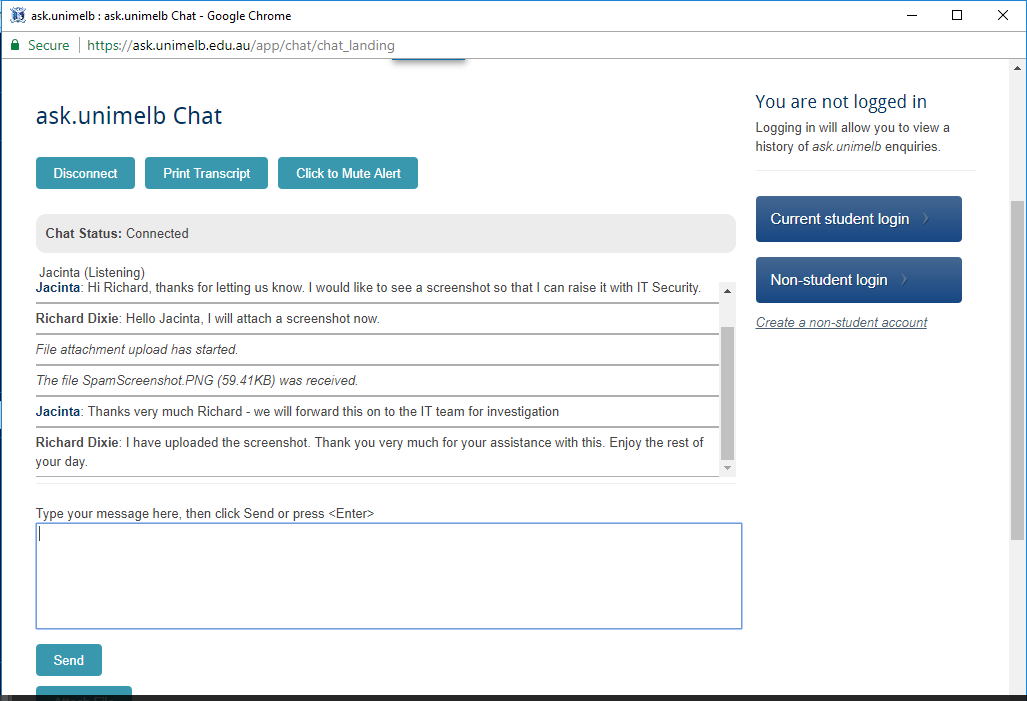 ask.unimelb : ask.unimelb Chat - Google Chrome
Secure https://ask.unimelb.edu.au/app/chat/chat_landing
ask.unimelb Chat
Disconnect Print Transcript Click to Mute Alert
Chat Status: Connected
Jacinta (Listening)
Jacinta: Hi Richard, thanks for letting us know. I would like to see a screenshot so that I can raise it with IT Security.
Richard Dixie: Hello Jacinta, I will attach a screenshot now.
File attachment upload has started.
The file SpamScreenshot.PNG (59.41KB) was received.
Jacinta: Thanks very much Richard - we will forward this on to the IT team for investigation
Richard Dixie: I have uploaded the screenshot. Thank you very much for your assistance with this. Enjoy the rest of
your day.
Type your message here, then click Send or press <Enter>
Send
You are not logged in
Logging in will allow you to view a
history of ask.unimelb enquiries.
Current student login
Non-student login
Create a non-student account